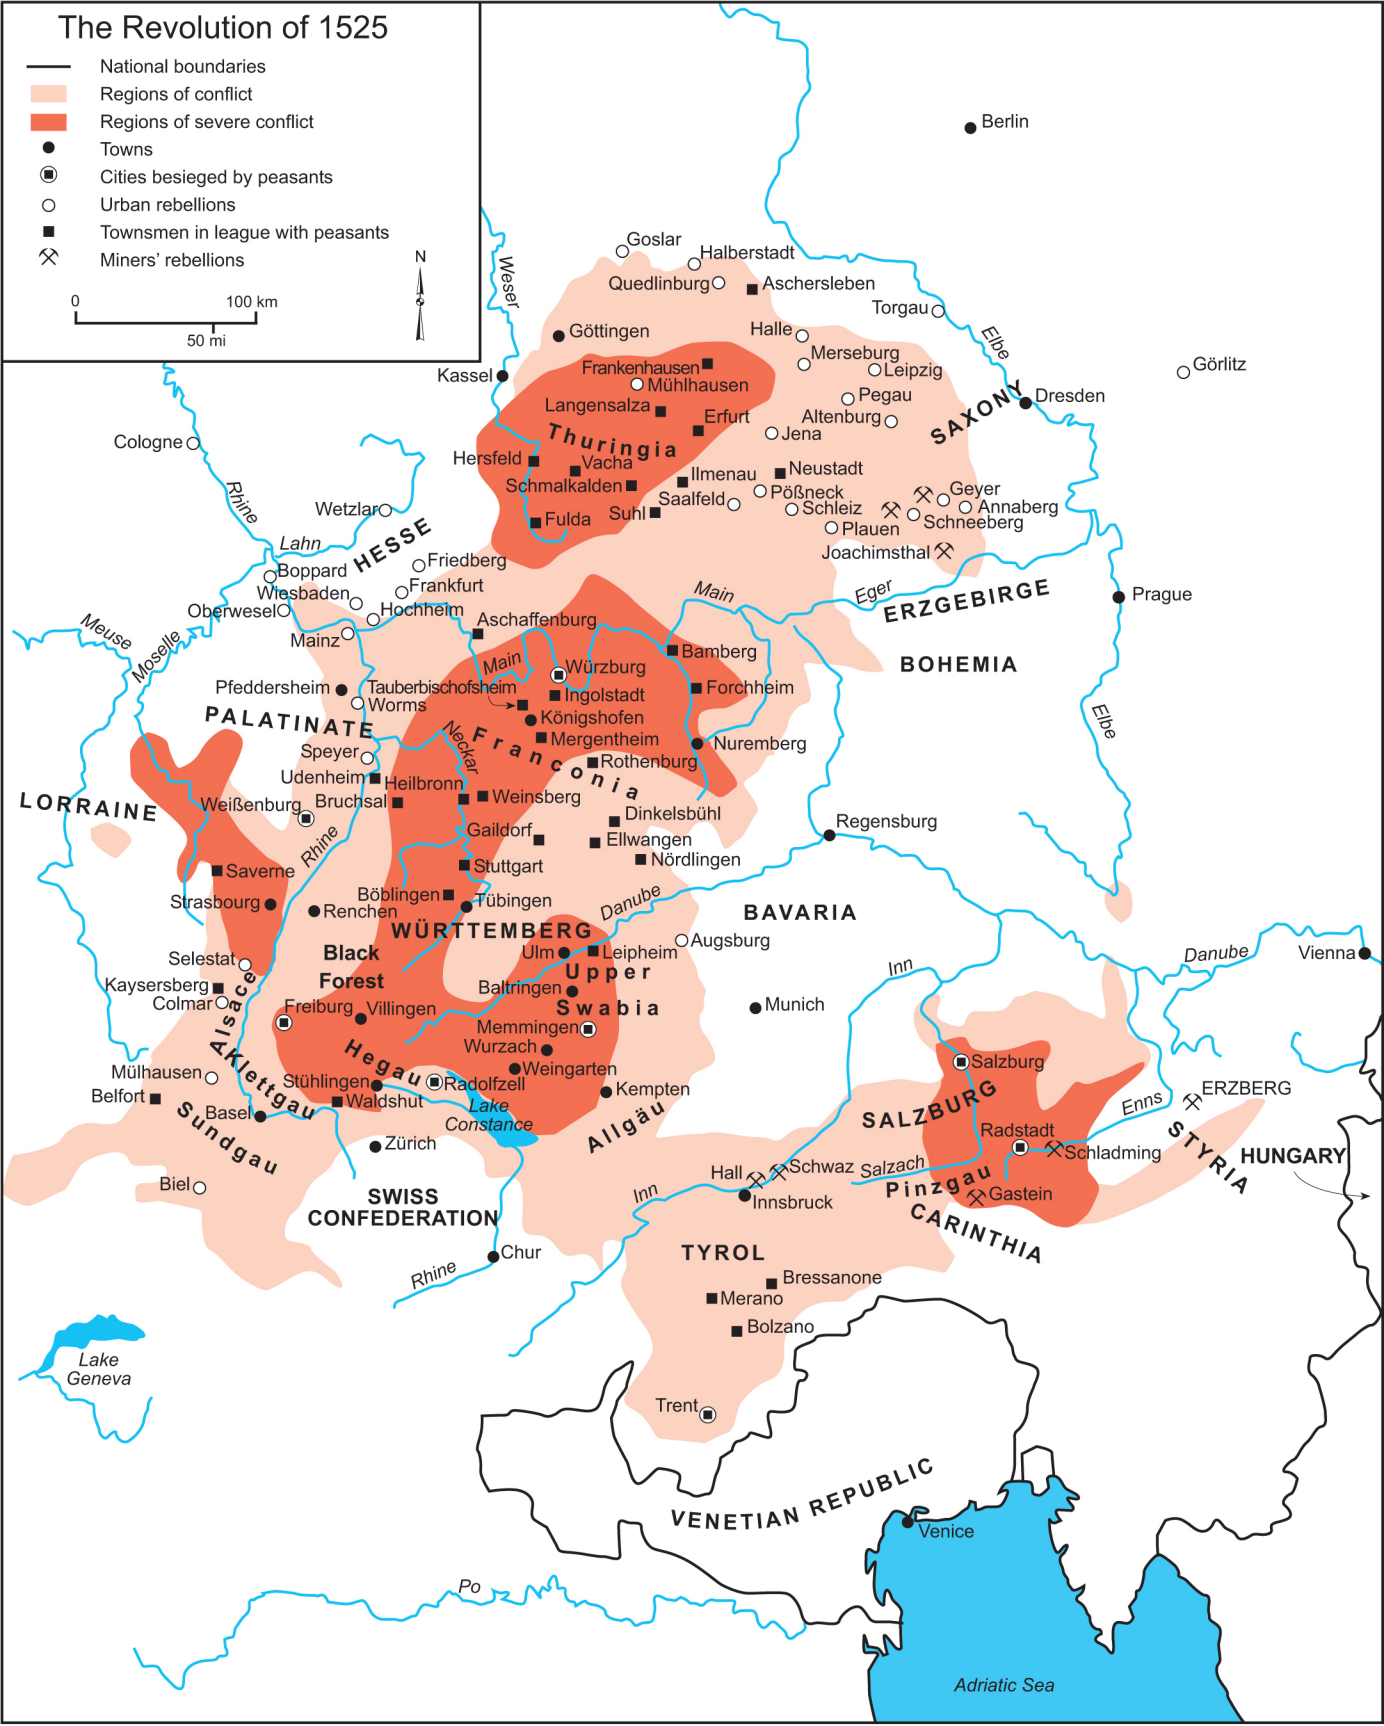 The Revolution of 1525
National boundaries
Regions of conflict
Regions of severe conflict
Towns
Cities besieged by peasants
Urban rebellions
Townsmen in league with peasants
Miners' rebellions
N
0 100 km
50 mi
Berlin
Goslar
Halberstadt
Quedlinburg
Aschersleben
Weser
Torgau
Göttingen
Halle
Elbe
Merseburg
Frankenhausen
Leipzig
Görlitz
Kassel
Mühlhausen
Pegau
Dresden
SAXONY
Langensalza
Erfurt
Altenburg
Jena
Cologne
Thuringia
Hersfeld
Vacha
Ilmenau
Neustadt
Schmalkalden
Saalfeld
Pößneck
Geyer
Annaberg
Rhine
Wetzlar
Suhl
Schleiz
Schneeberg
Fulda
Plauen
Joachimsthal
Lahn
HESSE
Boppard
Friedberg
Wiesbaden
Frankfurt
Main
Eger
ERZGEBIRGE
Prague
Oberwesel
Hochheim
Aschaffenburg
Meuse
Moselle
Mainz
Main
Würzburg
Bamberg
BOHEMIA
Pfeddersheim
Tauberbischofsheim
Ingolstadt
Forchheim
Worms
Königshofen
PALATINATE
Neckar
Franconia
Mergentheim
Nuremberg
Elbe
Speyer
Rothenburg
Udenheim
Heilbronn
LORRAINE
Weißenburg
Bruchsal
Weinsberg
Dinkelsbühl
Regensburg
Gaildorf
Ellwangen
Rhine
Nördlingen
Saverne
Stuttgart
Böblingen
Tübingen
Danube
Strasbourg
Renchen
BAVARIA
WÜRTTEMBERG
Augsburg
Black
Forest
Ulm
Leipheim
Danube
Vienna
Selestat
Upper
Swabia
Inn
Kaysersberg
Baltringen
Colmar
Alsace
Freiburg
Villingen
Munich
Memmingen
Wurzach
Hegau
Salzburg
Mülhausen
Klettgau
Stühlingen
Radolfzell
Weingarten
Kempten
ERZBERG
Belfort
Waldshut
Lake
Constance
Allgäu
SALZBURG
Enns
Basel
Sundgau
Zürich
Radstadt
Schladming
STYRIA
HUNGARY
Biel
Hall
Schwaz
Salzach
Pinzgau
Gastein
SWISS
CONFEDERATION
Inn
Innsbruck
CARINTHIA
Chur
TYROL
Rhine
Bressanone
Merano
Bolzano
Lake
Geneva
Trent
VENETIAN REPUBLIC
Venice
Po
Adriatic Sea